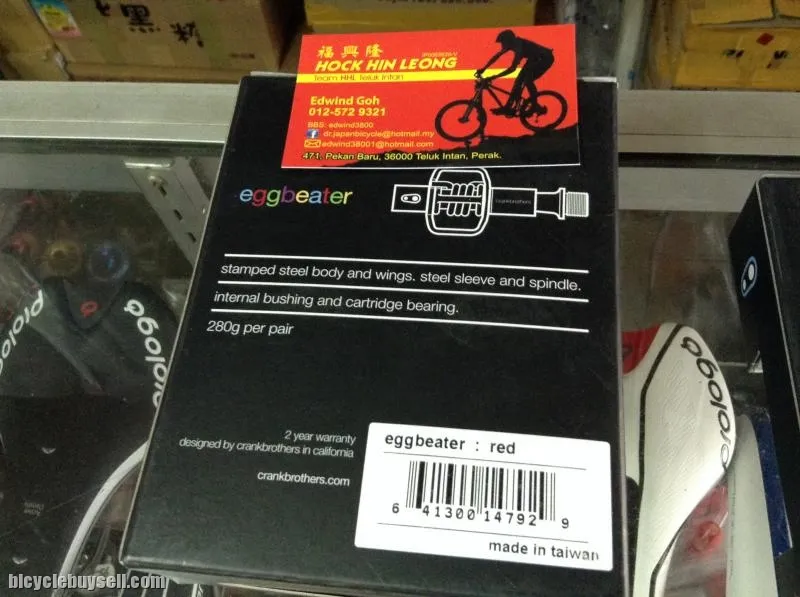 福興隆
HOCK HIN LEONG
Team HHL Teluk Intan
Edwind Goh
012-572 9321
BBS: edwind3800
dr.japanbicycle@hotmail.my
edwind38001@hotmail.com
471, Pekan Baru, 36000 Teluk Intan, Perak.
eggbeater
crankbrothers
stamped steel body and wings. steel sleeve and spindle.
internal bushing and cartridge bearing.
280g per pair
2 year warranty
designed by crankbrothers in california
crankbrothers.com
eggbeater : red
6 41300 14792 9
made in taiwan
Prologo
prologo
prologo
bicyclebuysell.com